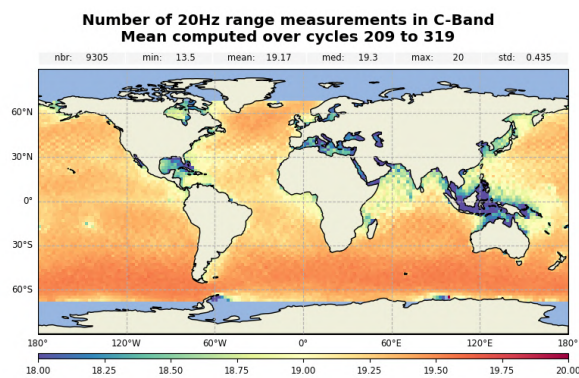 Number of 20Hz range measurements in C-Band
Mean computed over cycles 209 to 319
nbr: 9305 min: 13.5 mean: 19.17 med: 19.3 max: 20 std: 0.435
60°N
30°N
0°
30°S
60°S
180° 120°W 60°W 0° 60°E 120°E 180°
18.00 18.25 18.50 18.75 19.00 19.25 19.50 19.75 20.00